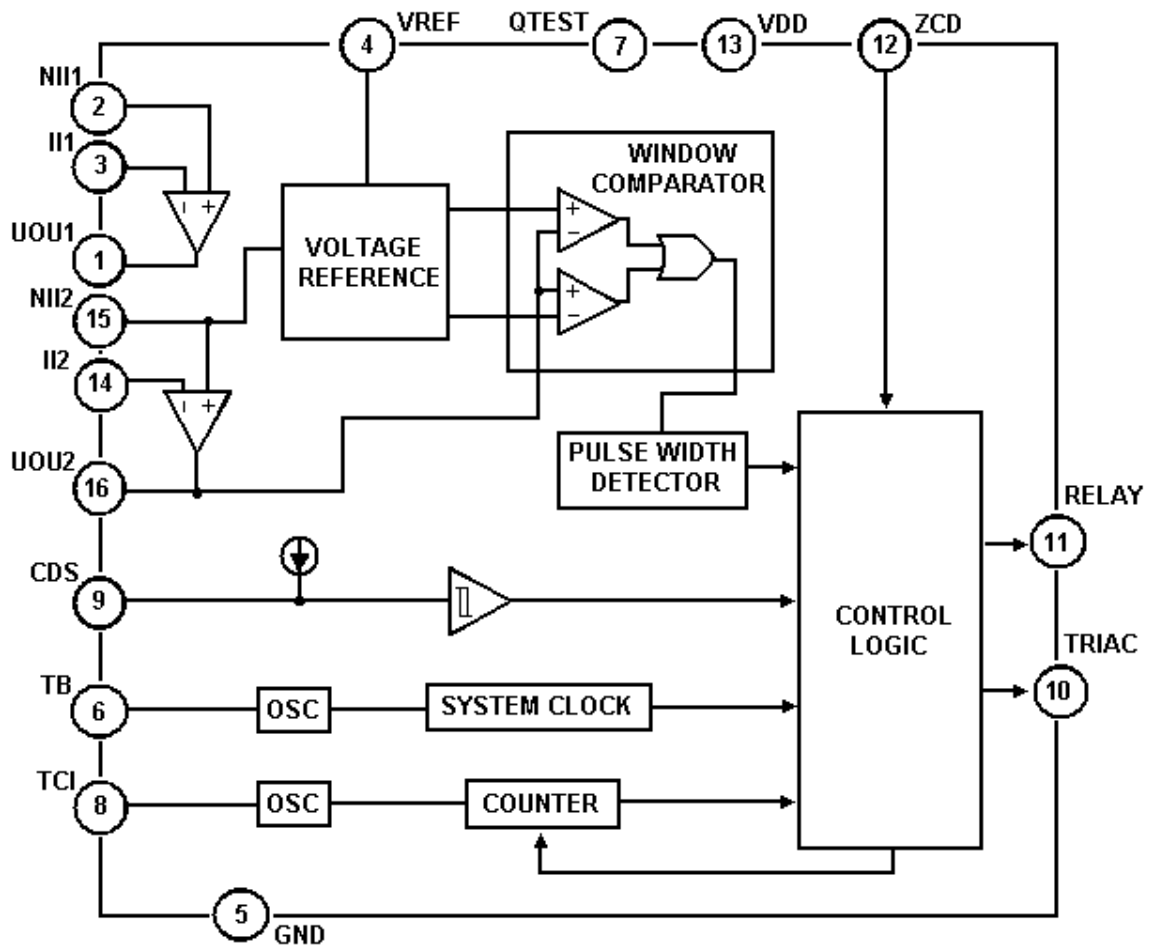 VREF
4
QTEST
7
13
VDD
12
ZCD
NII1
2
II1
3
- +
UOU1
1
NII2
15
II2
14
- +
UOU2
16
VOLTAGE
REFERENCE
WINDOW
COMPARATOR
+
−
+
−
PULSE WIDTH
DETECTOR
CONTROL
LOGIC
RELAY
11
TRIAC
10
CDS
9
TB
6
OSC
SYSTEM CLOCK
TCI
8
OSC
COUNTER
5
GND